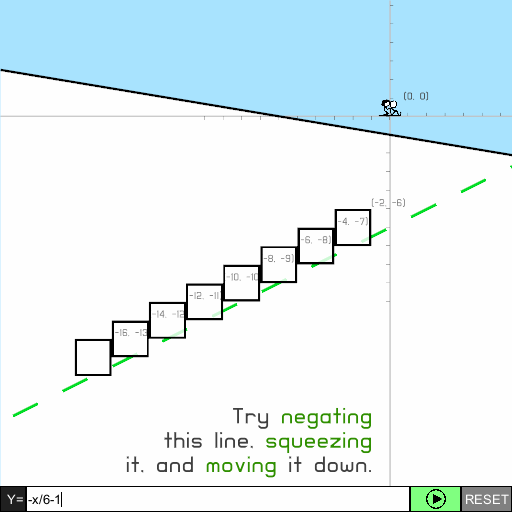 (0, 0)
(-2, -6)
-4, -7)
-6, -8)
-8, -9)
-10, -10
-12, -11)
-14, -12
-16, -13
Try negating
this line. squeezing
it. and moving it down.
Y= -x/6-1 RESET